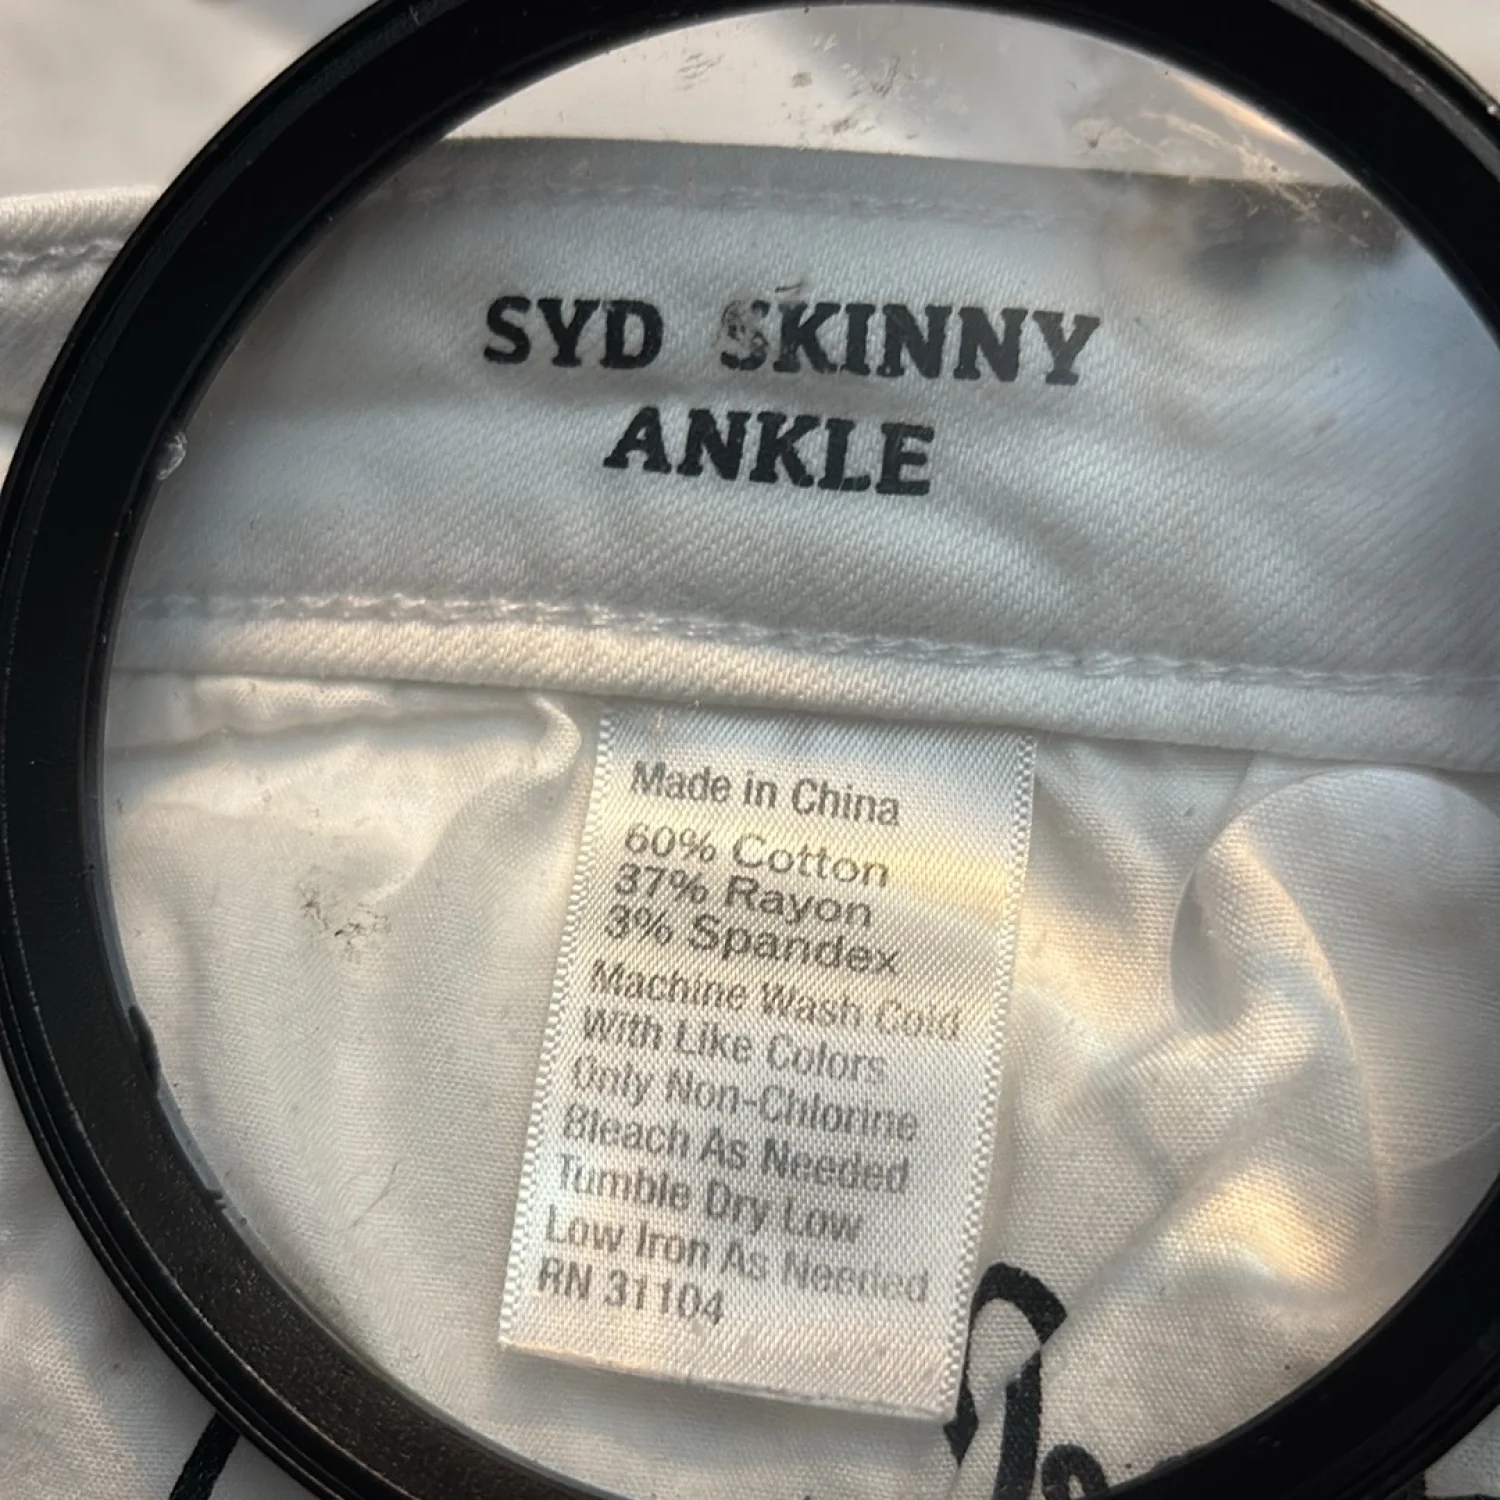 SYD SKINNY
ANKLE
Made in China
60% Cotton
37% Rayon
3% Spandex
Machine Wash Cold
With Like Colors
Only Non-Chlorine
Bleach As Needed
Tumble Dry Low
Low Iron As Needed
RN 31104